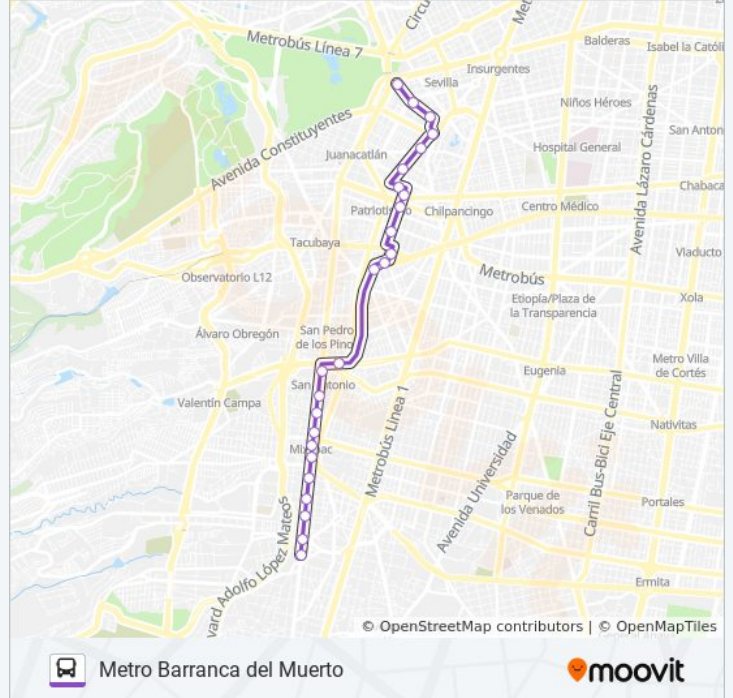 Circu
Met
Metrobús Línea 7
Balderas
Isabel la Católi
Insurgentes
Sevilla
Niños Héroes
Avenida Constituyentes
San Anton
Juanacatlán
Hospital General
Avenida Lázaro Cárdenas
Chabaca
Patriotismo
Chilpancingo
Centro Médico
Tacubaya
Viaducto
Observatorio L12
Metrobús
Etiopía/Plaza de
la Transparencia
Xola
Álvaro Obregón
San Pedro
de los Pino
Metro Villa
de Cortés
Eugenia
San Antonio
Valentín Campa
Metrobús Línea 1
Carril Bus-Bici Eje Central
Nativitas
Mixcoac
Avenida Universidad
Parque de
los Venados
Portales
vard Adolfo López Mateos
Ermita
© OpenStreetMap contributors | © OpenMapTiles
Metro Barranca del Muerto
moovit